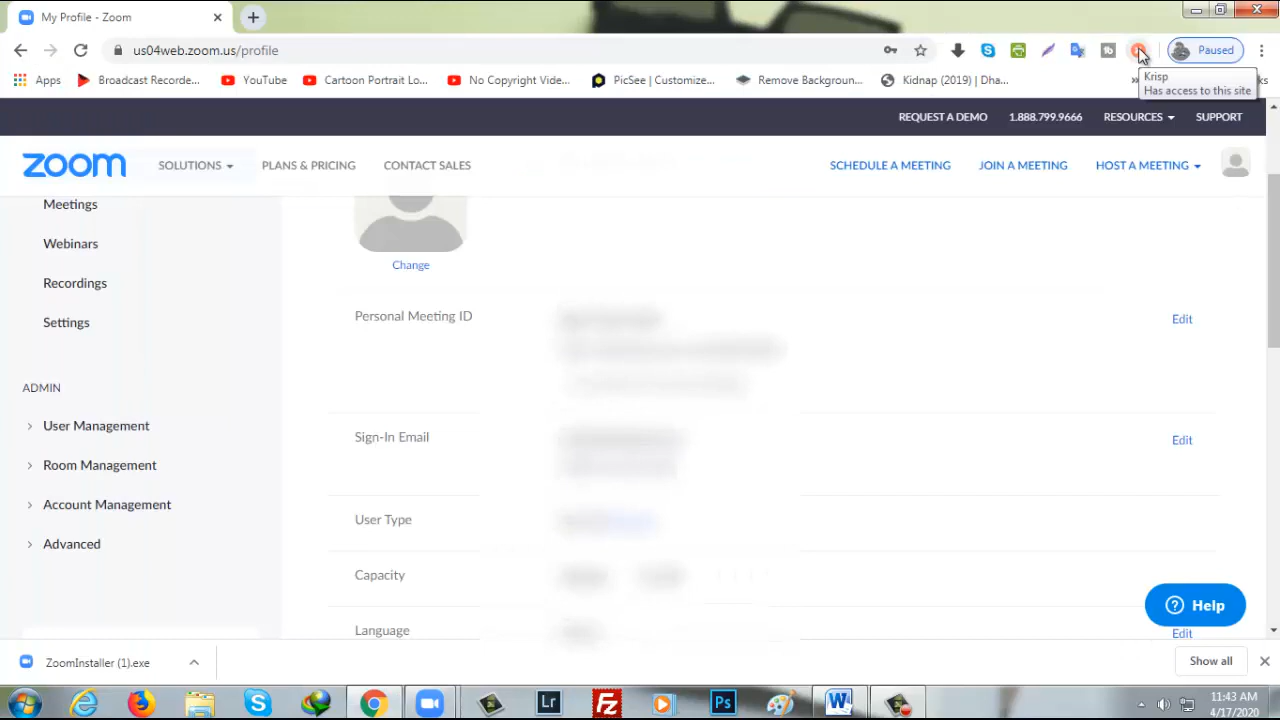 My Profile - Zoom
us04web.zoom.us/profile
Paused
Apps
Broadcast Recorde...
YouTube
Cartoon Portrait Lo...
No Copyright Vide...
PicSee | Customize...
Remove Backgroun...
Kidnap (2019) | Dha...
»
Krisp
Has access to this site
REQUEST A DEMO
1.888.799.9666
RESOURCES
SUPPORT
zoom
SOLUTIONS
PLANS & PRICING
CONTACT SALES
SCHEDULE A MEETING
JOIN A MEETING
HOST A MEETING
Meetings
Webinars
Recordings
Settings
ADMIN
User Management
Room Management
Account Management
Advanced
Change
Personal Meeting ID
Edit
Sign-In Email
Edit
User Type
Capacity
Language
Edit
Help
ZoomInstaller (1).exe
Show all
Lr
Fz
Ps
W
11:43 AM
4/17/2020